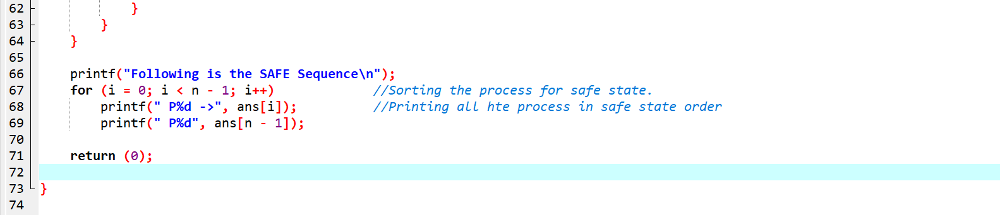 62 }
63 }
64 }
65
66 printf("Following is the SAFE Sequence\n");
67 for (i = 0; i < n - 1; i++) //Sorting the process for safe state.
68 printf(" P%d ->", ans[i]); //Printing all hte process in safe state order
69 printf(" P%d", ans[n - 1]);
70
71 return (0);
72
73 }
74